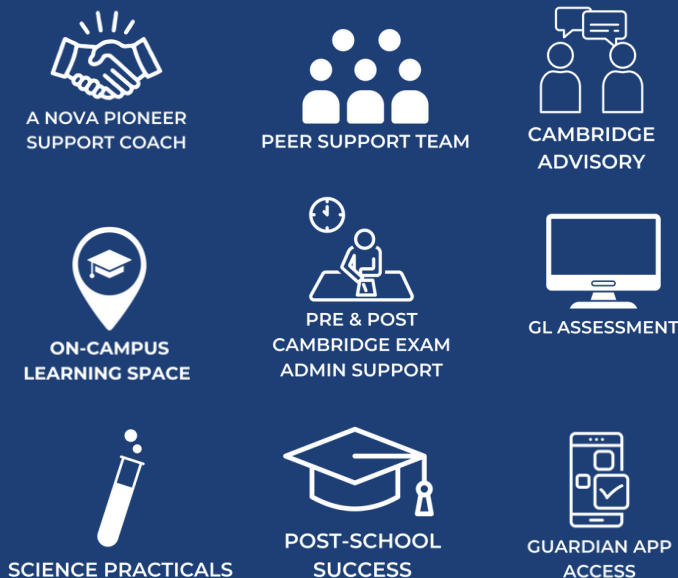 A NOVA PIONEER
SUPPORT COACH
PEER SUPPORT TEAM
CAMBRIDGE
ADVISORY
ON-CAMPUS
LEARNING SPACE
PRE & POST
CAMBRIDGE EXAM
ADMIN SUPPORT
GL ASSESSMENT
SCIENCE PRACTICALS
POST-SCHOOL
SUCCESS
GUARDIAN APP
ACCESS